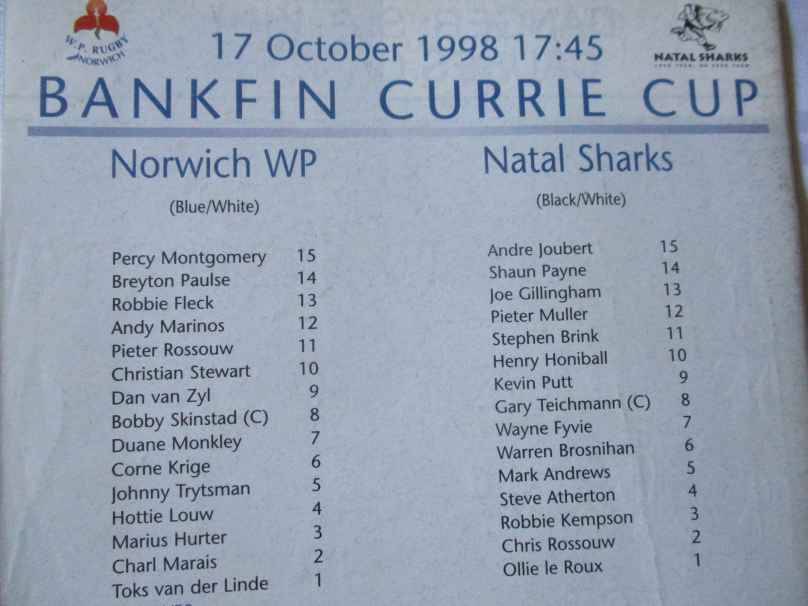 W.P. RUGBY
NORWICH
17 October 1998 17:45
NATAL SHARKS
BANKFIN CURRIE CUP
Norwich WP
(Blue/White)
Percy Montgomery 15
Breyton Paulse 14
Robbie Fleck 13
Andy Marinos 12
Pieter Rossouw 11
Christian Stewart 10
Dan van Zyl 9
Bobby Skinstad (C) 8
Duane Monkley 7
Corne Krige 6
Johnny Trytsman 5
Hottie Louw 4
Marius Hurter 3
Charl Marais 2
Toks van der Linde 1
Natal Sharks
(Black/White)
Andre Joubert 15
Shaun Payne 14
Joe Gillingham 13
Pieter Muller 12
Stephen Brink 11
Henry Honiball 10
Kevin Putt 9
Gary Teichmann (C) 8
Wayne Fyvie 7
Warren Brosnihan 6
Mark Andrews 5
Steve Atherton 4
Robbie Kempson 3
Chris Rossouw 2
Ollie le Roux 1